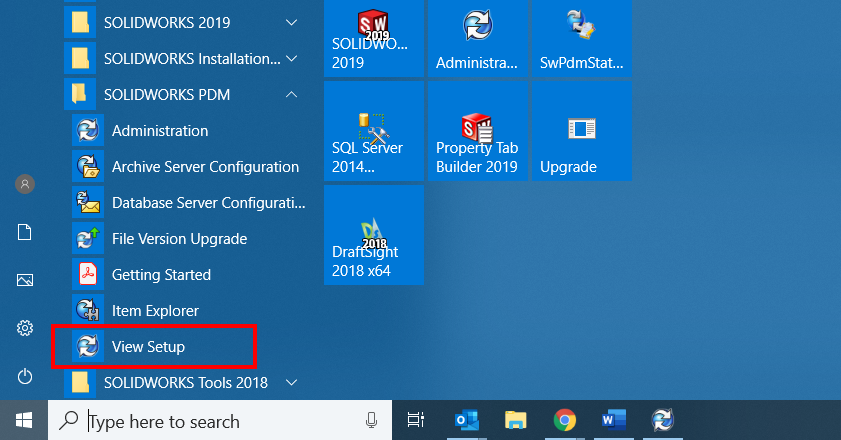 SOLIDWORKS 2019
SOLIDWORKS Installation...
SOLIDWORKS PDM
Administration
Archive Server Configuration
Database Server Configurati...
File Version Upgrade
Getting Started
Item Explorer
View Setup
SOLIDWORKS Tools 2018
SW
2019
SOLIDWO...
2019
Administra...
SwPdmStat...
SQL Server
2014...
Property Tab
Builder 2019
Upgrade
2018
DraftSight
2018 x64
Type here to search